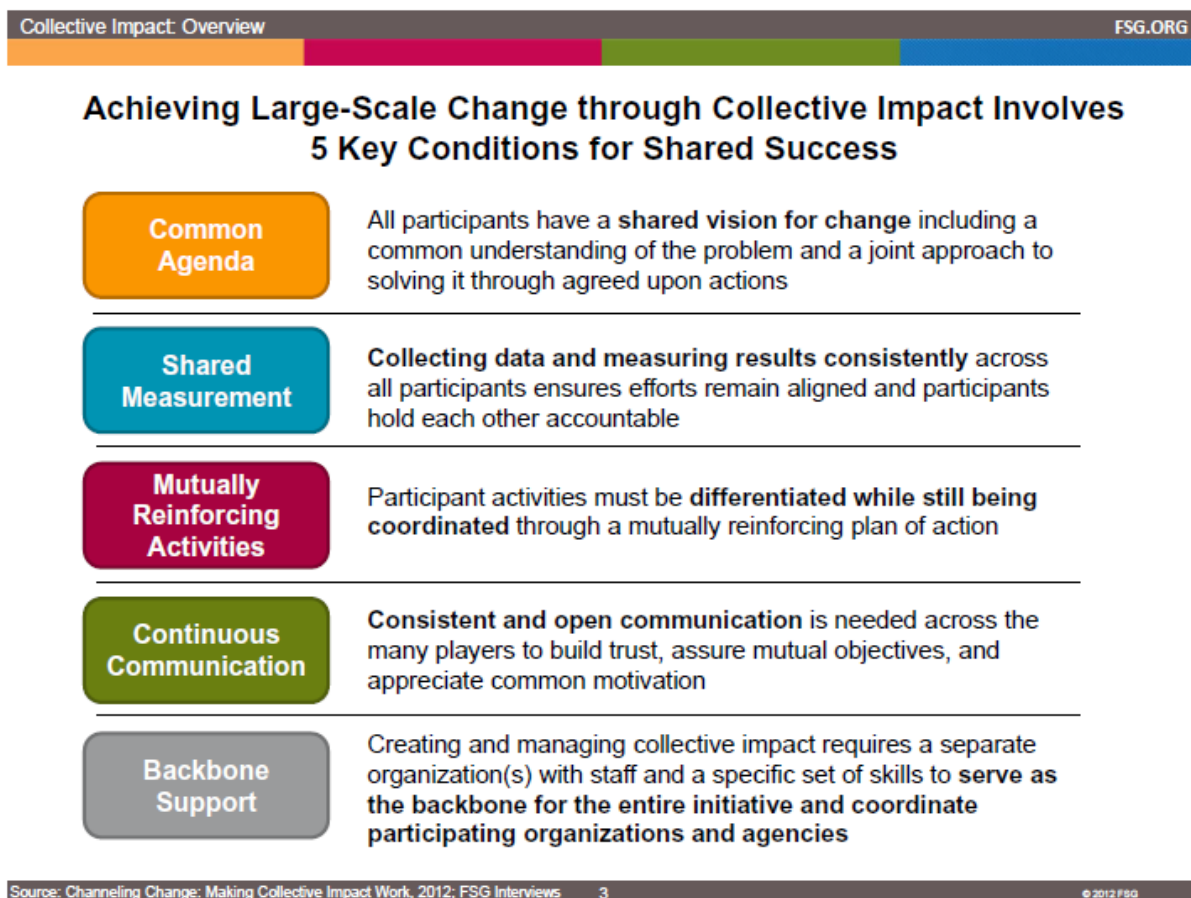 Collective Impact: Overview
FSG.ORG
Achieving Large-Scale Change through Collective Impact Involves
5 Key Conditions for Shared Success
Common
Agenda
All participants have a shared vision for change including a
common understanding of the problem and a joint approach to
solving it through agreed upon actions
Shared
Measurement
Collecting data and measuring results consistently across
all participants ensures efforts remain aligned and participants
hold each other accountable
Mutually
Reinforcing
Activities
Participant activities must be differentiated while still being
coordinated through a mutually reinforcing plan of action
Continuous
Communication
Consistent and open communication is needed across the
many players to build trust, assure mutual objectives, and
appreciate common motivation
Backbone
Support
Creating and managing collective impact requires a separate
organization(s) with staff and a specific set of skills to serve as
the backbone for the entire initiative and coordinate
participating organizations and agencies
Source: Channeling Change: Making Collective Impact Work, 2012; FSG Interviews
3
© 2012 FSG